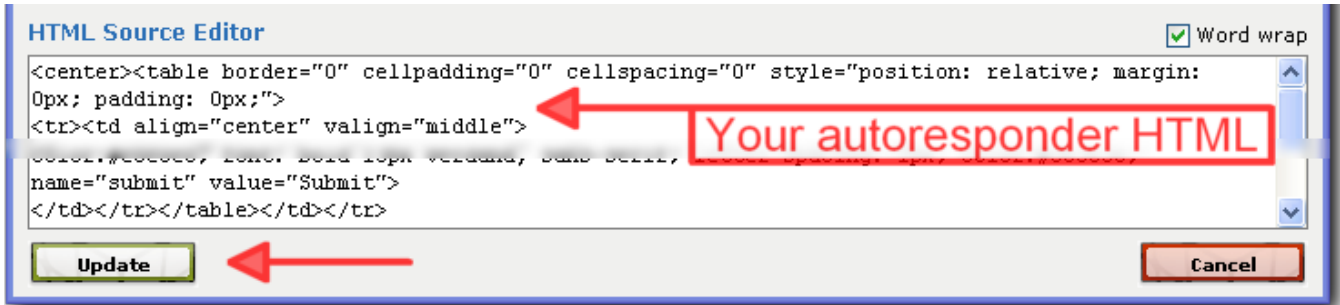 HTML Source Editor
Word wrap
<center><table border="0" cellpadding="0" cellspacing="0" style="position: relative; margin:
0px; padding: 0px;">
<tr><td align="center" valign="middle">
Your autoresponder HTML
name="submit" value="Submit">
</td></tr></table></td></tr>
Update
Cancel